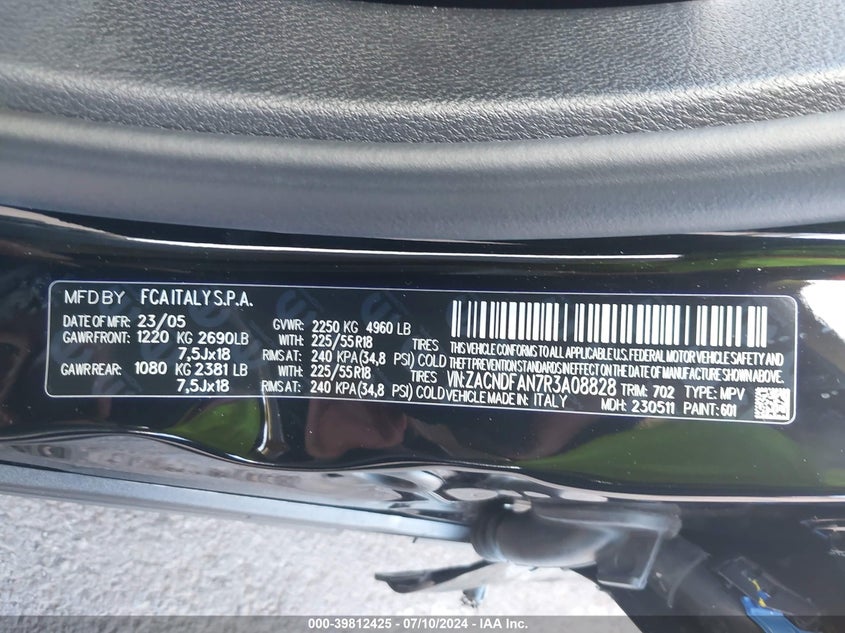 MFD BY FCA ITALY S.P.A.
DATE OF MFR: 23/05 GVWR: 2250 KG 4960 LB
GAWR FRONT: 1220 KG 2690LB WITH: 225/55R18 TIRES
7,5Jx18 RIMS AT: 240 KPA(34,8 PSI) COLD
GAWR REAR: 1080 KG 2381 LB WITH: 225/55R18 TIRES
7,5Jx18 RIMS AT: 240 KPA(34,8 PSI) COLD
THIS VEHICLE CONFORMS TO ALL APPLICABLE U.S. FEDERAL MOTOR VEHICLE SAFETY AND
THEFT PREVENTION STANDARDS IN EFFECT ON THE DATE OF MANUFACTURE SHOWN ABOVE
VIN:ZACNDFAN7R3A08828 TRIM: 702 TYPE: MPV
VEHICLE MADE IN: ITALY MDH: 230511 PAINT: 601
000-39812425 - 07/10/2024 - IAA Inc.